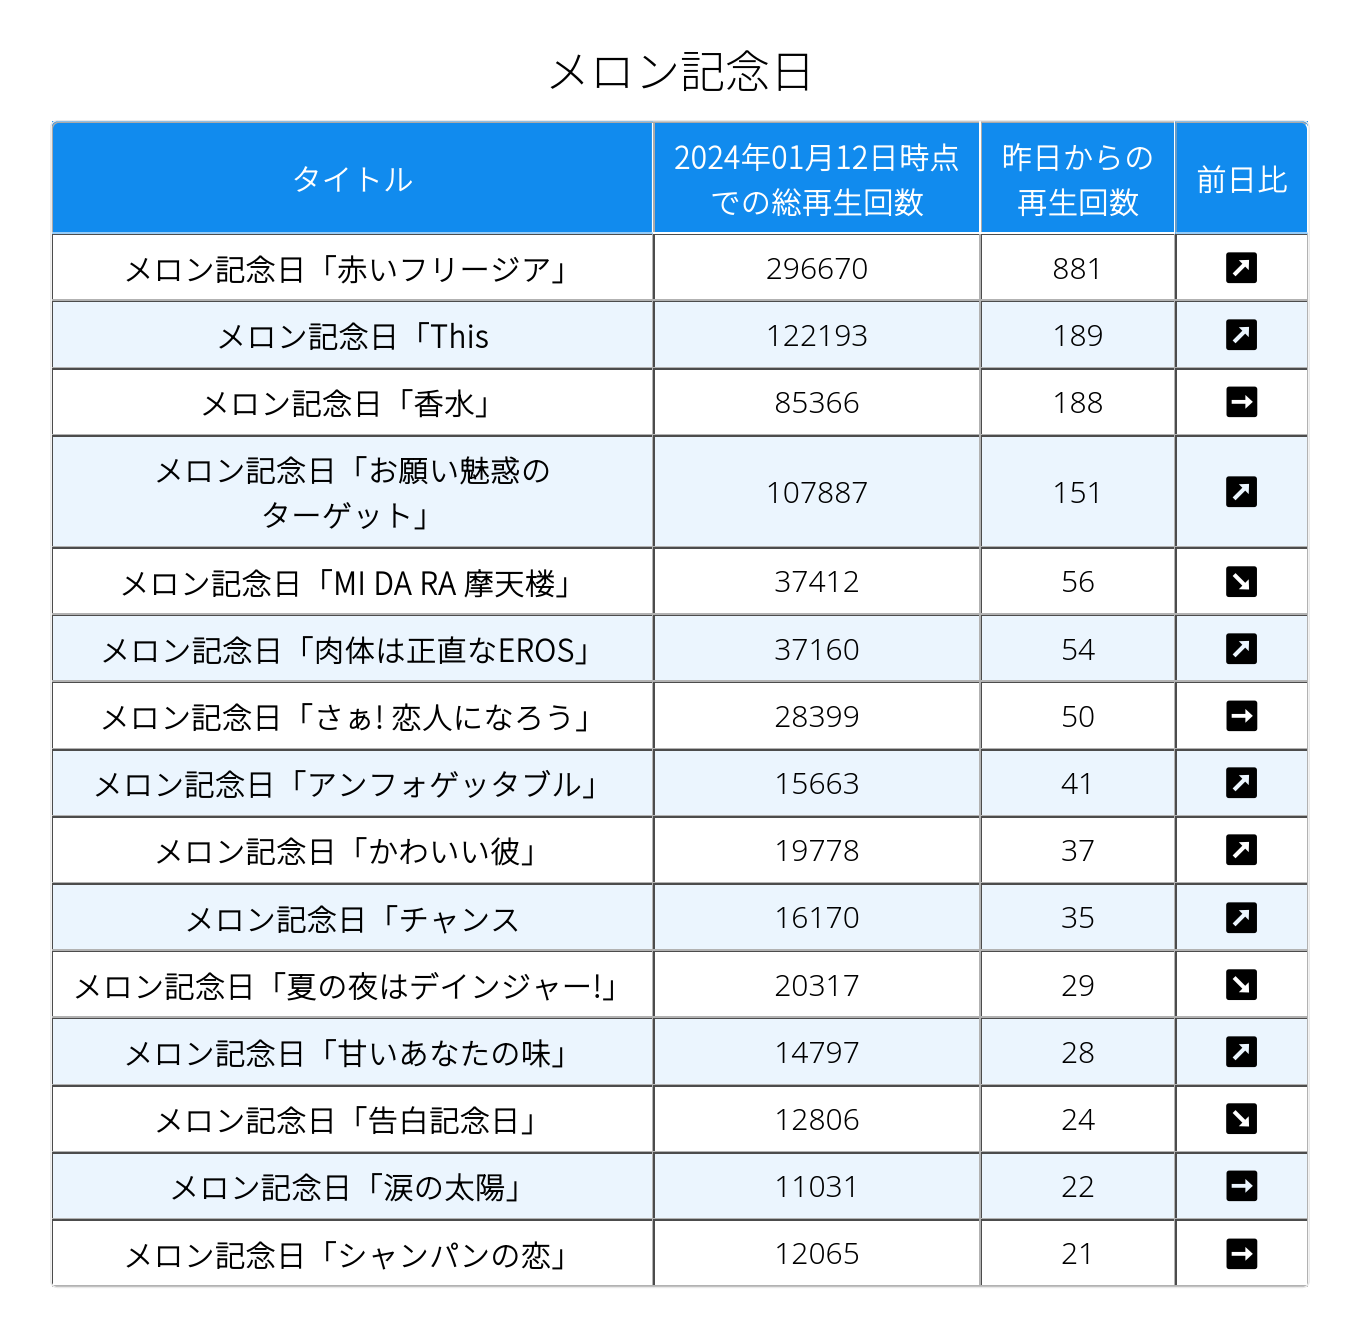 メロン記念日
タイトル
2024年01月12日時点
での総再生回数
昨日からの
再生回数
前日比
メロン記念日「赤いフリージア」 296670 881
メロン記念日「This 122193 189
メロン記念日「香水」 85366 188
メロン記念日「お願い魅惑の
ターゲット」 107887 151
メロン記念日「MI DA RA 摩天楼」 37412 56
メロン記念日「肉体は正直なEROS」 37160 54
メロン記念日「さぁ! 恋人になろう」 28399 50
メロン記念日「アンフォゲッタブル」 15663 41
メロン記念日「かわいい彼」 19778 37
メロン記念日「チャンス 16170 35
メロン記念日「夏の夜はデインジャー!」 20317 29
メロン記念日「甘いあなたの味」 14797 28
メロン記念日「告白記念日」 12806 24
メロン記念日「涙の太陽」 11031 22
メロン記念日「シャンパンの恋」 12065 21